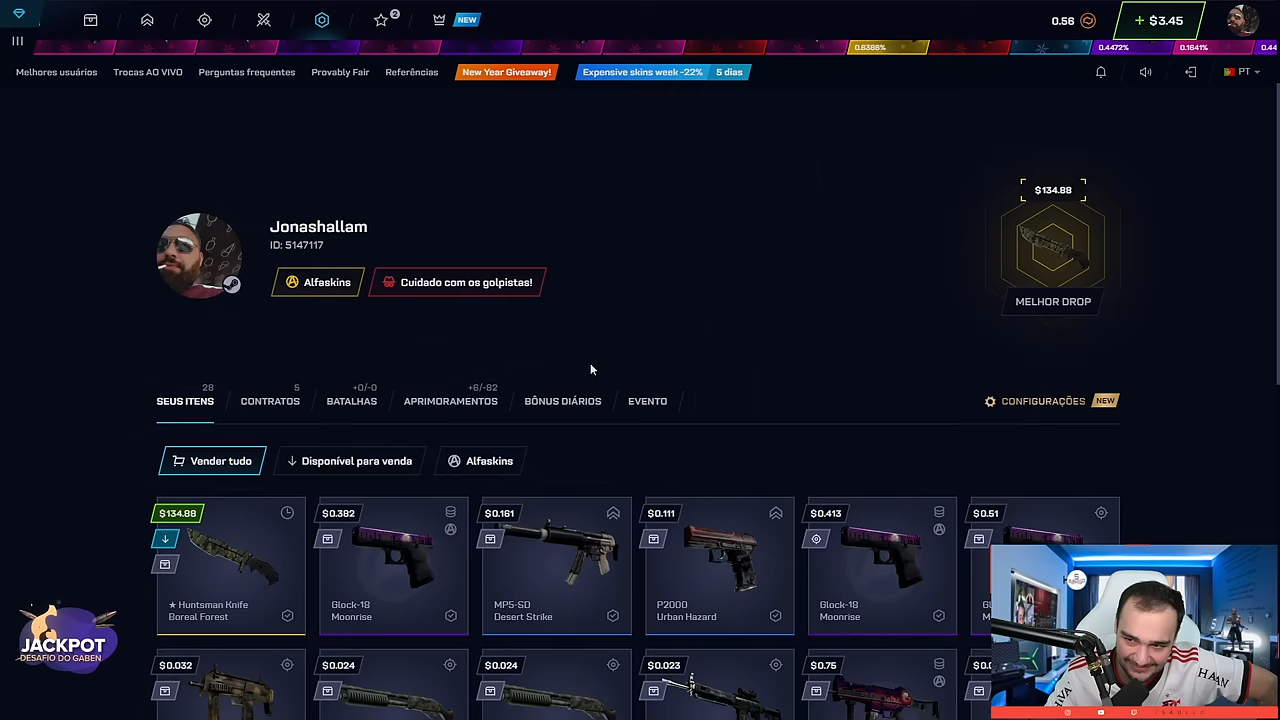 2
NEW
0.56
+ $3.45
0.6366%
0.4472%
0.1641%
0.44
Melhores usuários
Trocas AO VIVO
Perguntas frequentes
Provably Fair
Referências
New Year Giveaway!
Expensive skins week -22%
5 dias
PT
$134.88
Jonashallam
ID: 5147117
Alfaskins
Cuidado com os golpistas!
MELHOR DROP
28
5
+0/-0
+6/-82
SEUS ITENS
CONTRATOS
BATALHAS
APRIMORAMENTOS
BÔNUS DIÁRIOS
EVENTO
CONFIGURAÇÕES
NEW
Vender tudo
Disponível para venda
Alfaskins
$134.88
$0.382
$0.161
$0.111
$0.413
$0.51
★ Huntsman Knife
Boreal Forest
Glock-18
Moonrise
MP5-SD
Desert Strike
P2000
Urban Hazard
Glock-18
Moonrise
JACKPOT
DESAFIO DO GABEN
$0.032
$0.024
$0.024
$0.023
$0.75